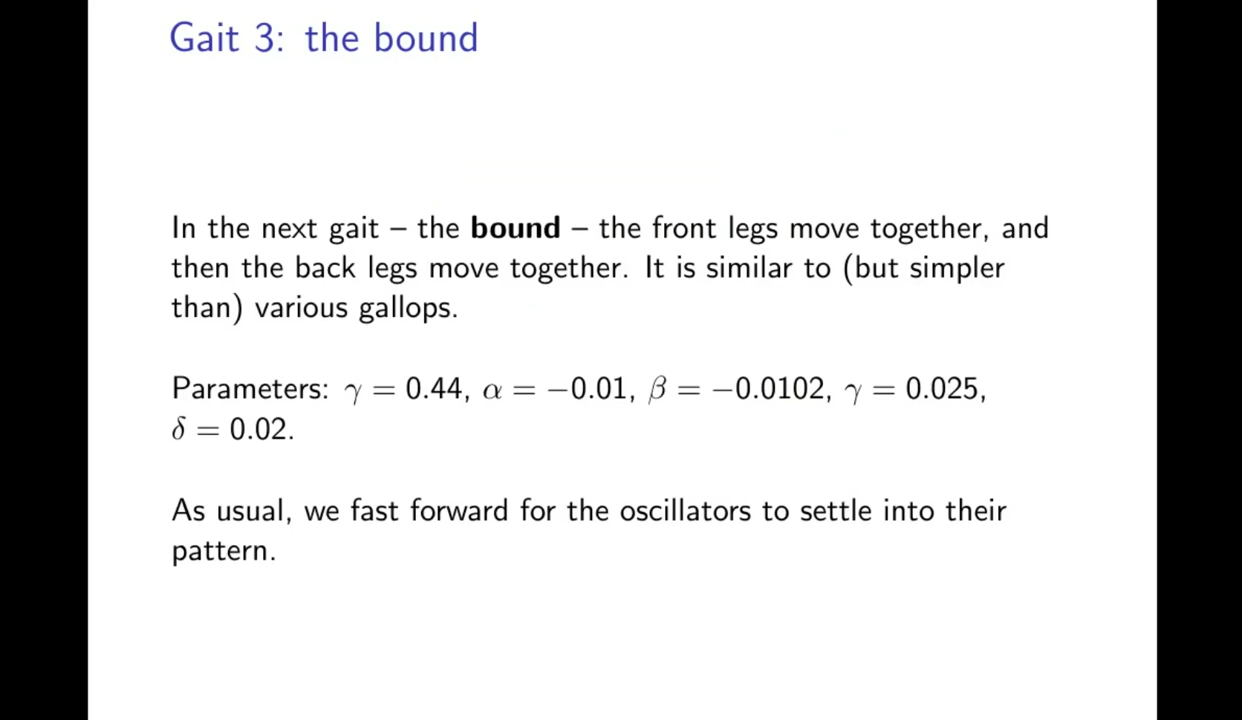 Gait 3: the bound
In the next gait – the bound – the front legs move together, and
then the back legs move together. It is similar to (but simpler
than) various gallops.
Parameters: γ = 0.44, α = −0.01, β = −0.0102, γ = 0.025,
δ = 0.02.
As usual, we fast forward for the oscillators to settle into their
pattern.